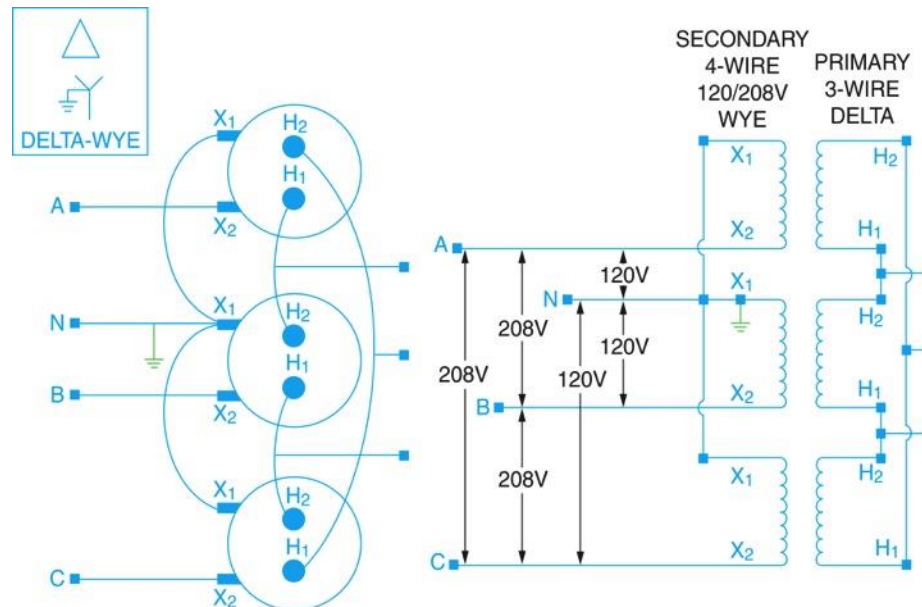 DELTA-WYE
X1
H2
H1
A
X2
X1
N
H2
H1
B
X2
X1
H2
H1
C
X2
SECONDARY
4-WIRE
120/208V
WYE
PRIMARY
3-WIRE
DELTA
X1
H2
X2
H1
A
120V
X1
N
H2
208V
120V
208V
120V
X2
H1
B
X1
H2
208V
X2
H1
C